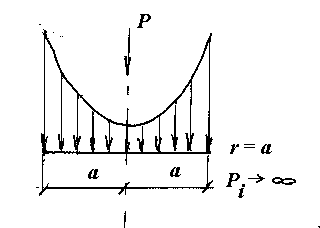 P
a a
r = a
P_i → ∞